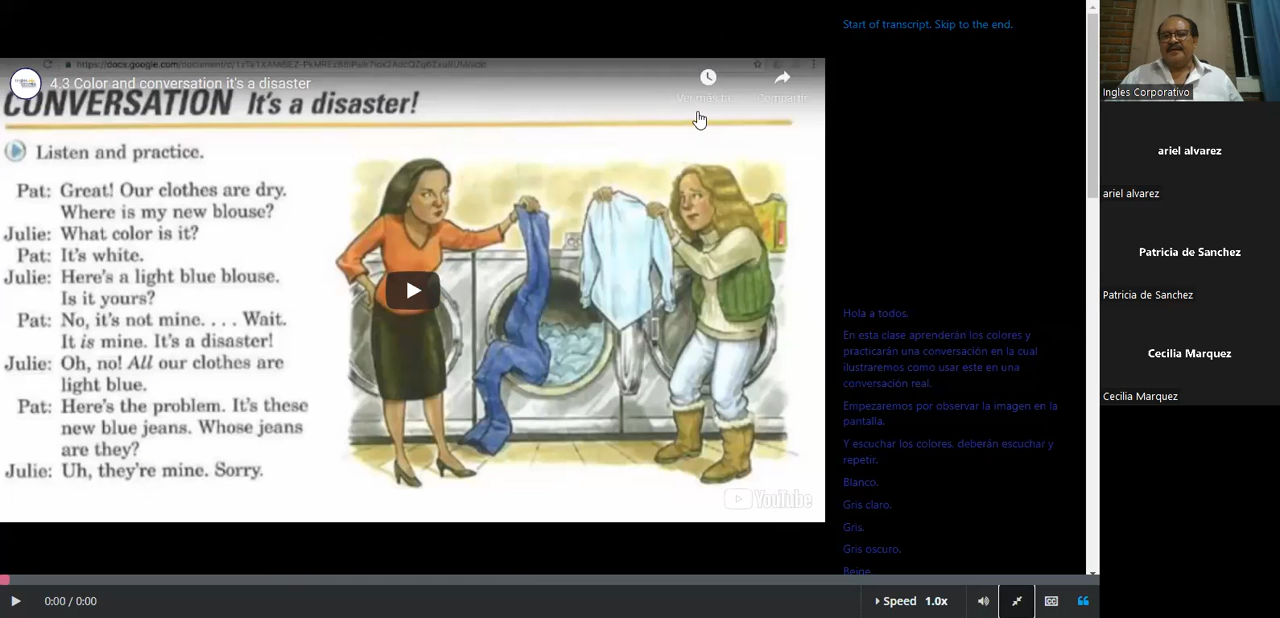 4.3 Color and conversation it's a disaster
CONVERSATION It's a disaster!
Listen and practice.
Pat: Great! Our clothes are dry.
Where is my new blouse?
Julie: What color is it?
Pat: It's white.
Julie: Here's a light blue blouse.
Is it yours?
Pat: No, it's not mine. . . . Wait.
It is mine. It's a disaster!
Julie: Oh, no! All our clothes are
light blue.
Pat: Here's the problem. It's these
new blue jeans. Whose jeans
are they?
Julie: Uh, they're mine. Sorry.
YouTube
Compartir
Start of transcript. Skip to the end.
Hola a todos.
En esta clase aprenderán los colores y
practicarán una conversación en la cual
ilustraremos como usar este en una
conversación real.
Empezaremos por observar la imagen en la
pantalla.
Y escuchar los colores, deberán escuchar y
repetir.
Blanco.
Gris claro.
Gris.
Gris oscuro.
Beige
0:00 / 0:00
Speed 1.0x
Ingles Corporativo
ariel alvarez
ariel alvarez
Patricia de Sanchez
Patricia de Sanchez
Cecilia Marquez
Cecilia Marquez